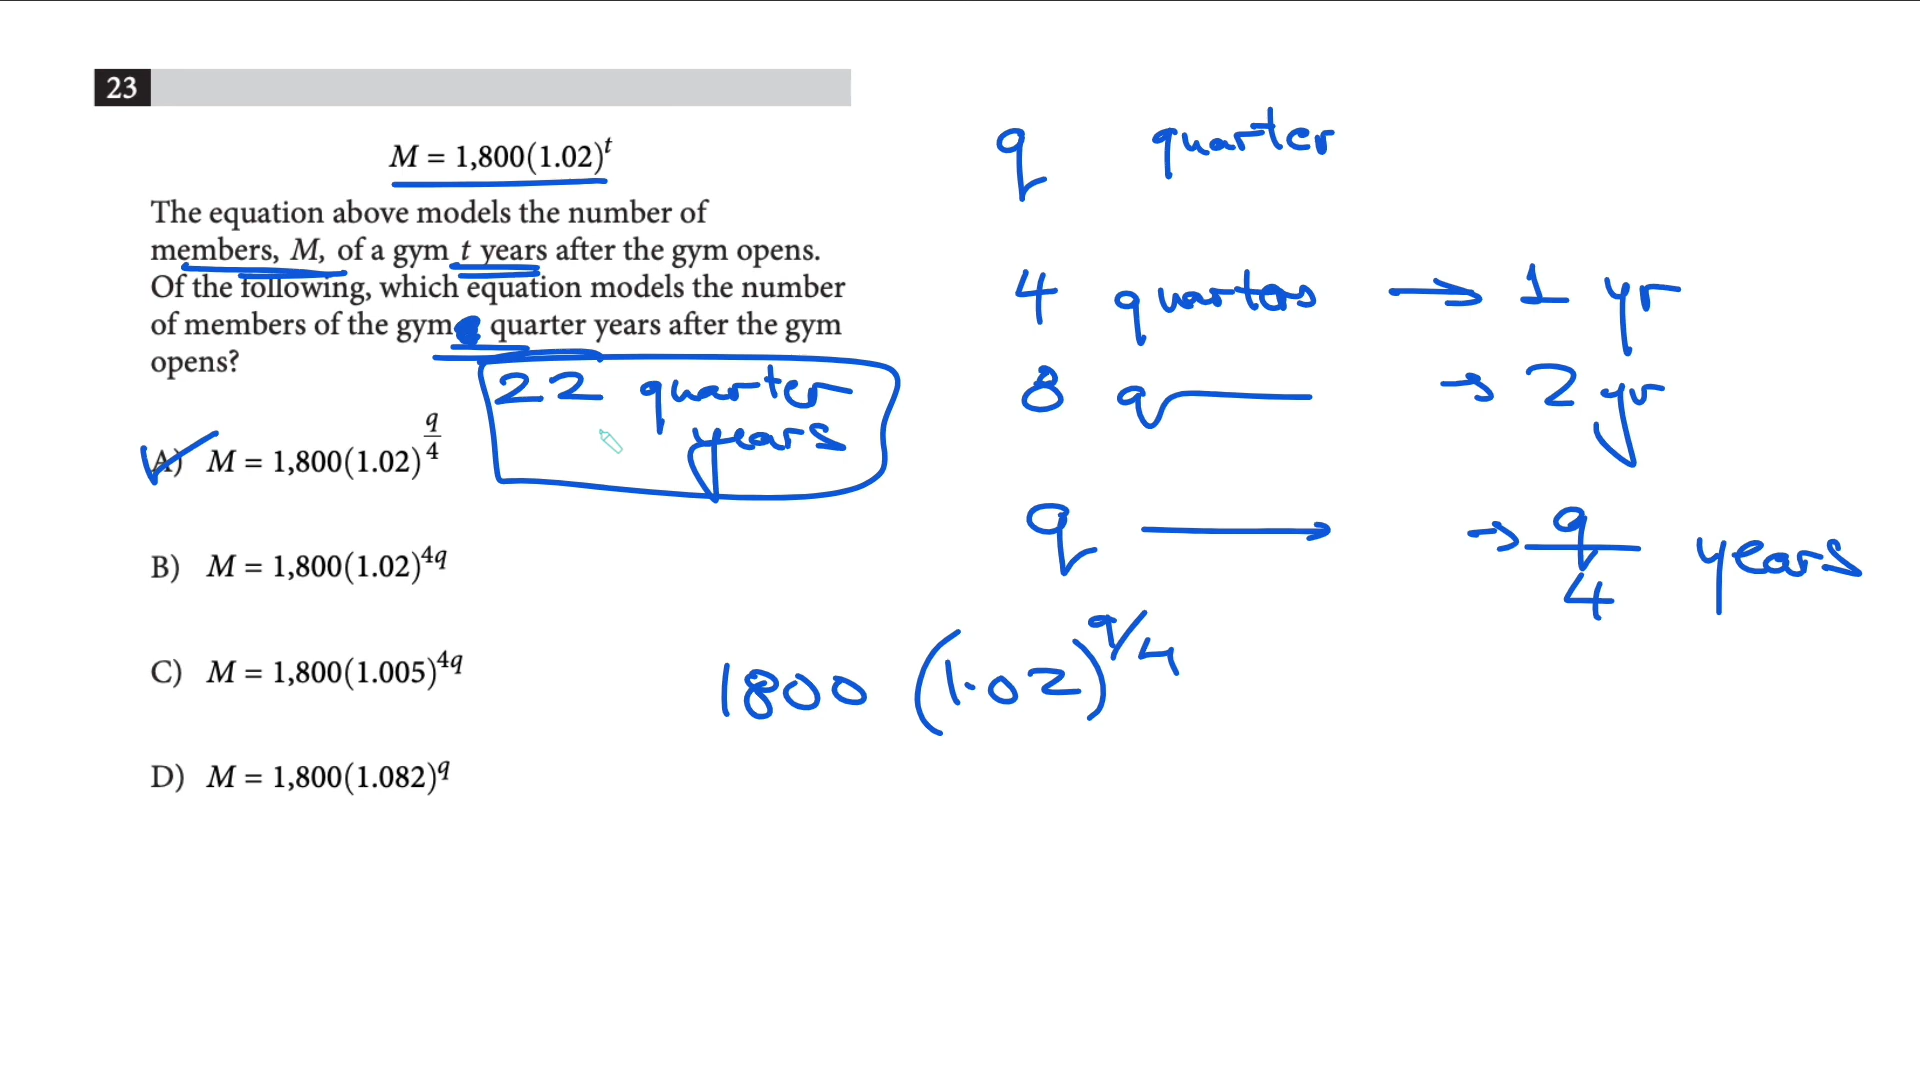 23
M = 1,800(1.02)^t
The equation above models the number of
members, M, of a gym t years after the gym opens.
Of the following, which equation models the number
of members of the gym quarter years after the gym
opens?
22 quarter
years
A) M = 1,800(1.02)^(q/4)
B) M = 1,800(1.02)^4q
C) M = 1,800(1.005)^4q
D) M = 1,800(1.082)^q
q quarter
4 quarters → 1 yr
8 q → 2 yr
q → → q/4 years
1800 (1.02)^q/4